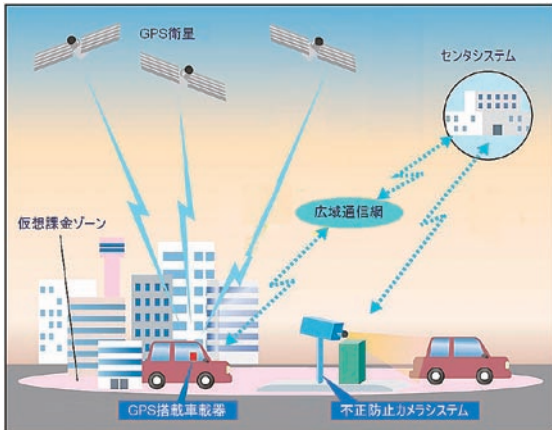 GPS衛星
センタシステム
広域通信網
仮想課金ゾーン
GPS搭載車載器
不正防止カメラシステム